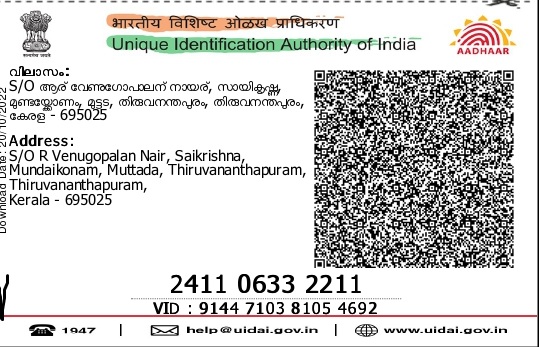 भारतीय विशिष्ट ओळख प्राधिकरण
Unique Identification Authority of India
AADHAAR
വിലാസം:
S/O ആര് വേണുഗോപാലന് നായര്, സായികൃഷ്ണ,
മുണ്ടയ്ക്കോണം, മുട്ടട, തിരുവനന്തപുരം, തിരുവനന്തപുരം,
കേരള - 695025
Address:
S/O R Venugopalan Nair, Saikrishna,
Mundaikonam, Muttada, Thiruvananthapuram,
Thiruvananthapuram,
Kerala - 695025
Download Date: 20/10/2022
2411 0633 2211
VID : 9144 7103 8105 4692
1947 | help@uidai.gov.in | www.uidai.gov.in